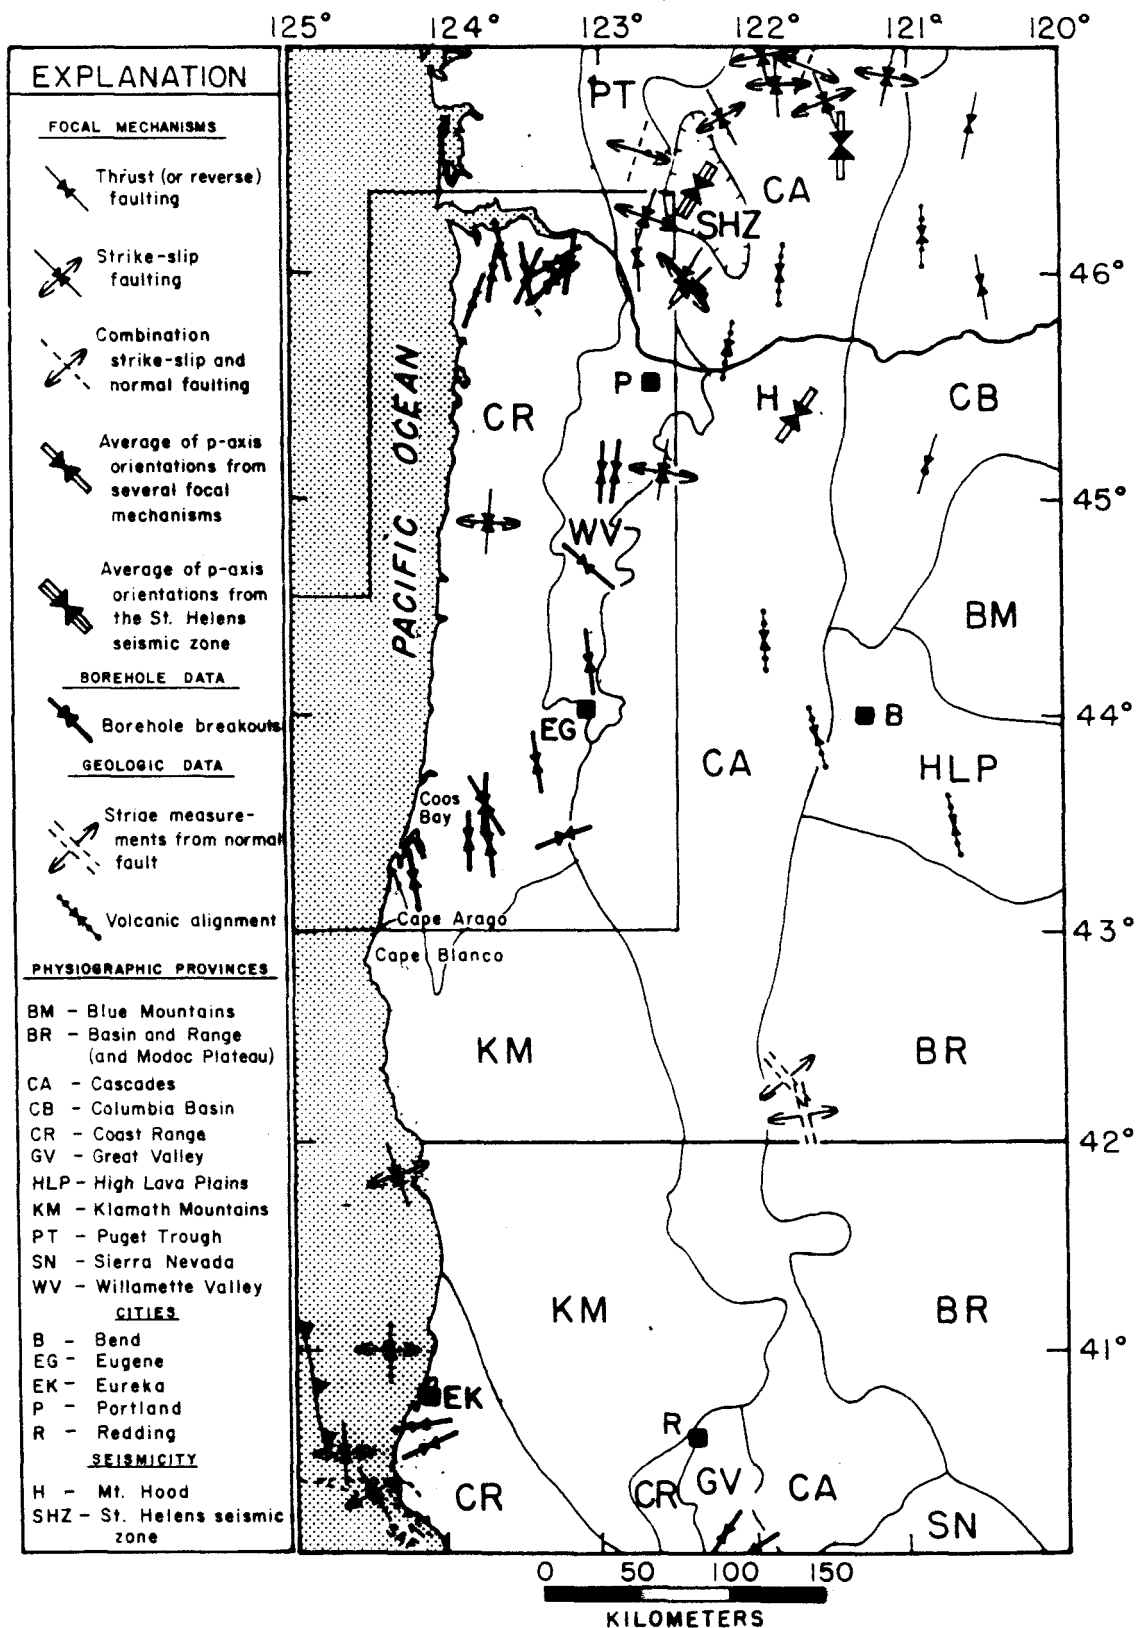 125° 124° 123° 122° 121° 120°
EXPLANATION
FOCAL MECHANISMS
Thrust (or reverse)
faulting
Strike-slip
faulting
Combination
strike-slip and
normal faulting
Average of p-axis
orientations from
several focal
mechanisms
Average of p-axis
orientations from
the St. Helens
seismic zone
BOREHOLE DATA
Borehole breakouts
GEOLOGIC DATA
Striae measure-
ments from normal
fault
Volcanic alignment
PHYSIOGRAPHIC PROVINCES
BM - Blue Mountains
BR - Basin and Range
(and Modoc Plateau)
CA - Cascades
CB - Columbia Basin
CR - Coast Range
GV - Great Valley
HLP - High Lava Plains
KM - Klamath Mountains
PT - Puget Trough
SN - Sierra Nevada
WV - Willamette Valley
CITIES
B - Bend
EG - Eugene
EK - Eureka
P - Portland
R - Redding
SEISMICITY
H - Mt. Hood
SHZ - St. Helens seismic
zone
PT
CA
SHZ
46°
PACIFIC OCEAN
P
H
CB
CR
45°
WV
BM
44°
EG
B
CA
HLP
Coos
Bay
Cape Arago
43°
Cape Blanco
KM
BR
42°
KM
BR
41°
EK
R
CR
CR
GV
CA
SN
SAF
0 50 100 150
KILOMETERS